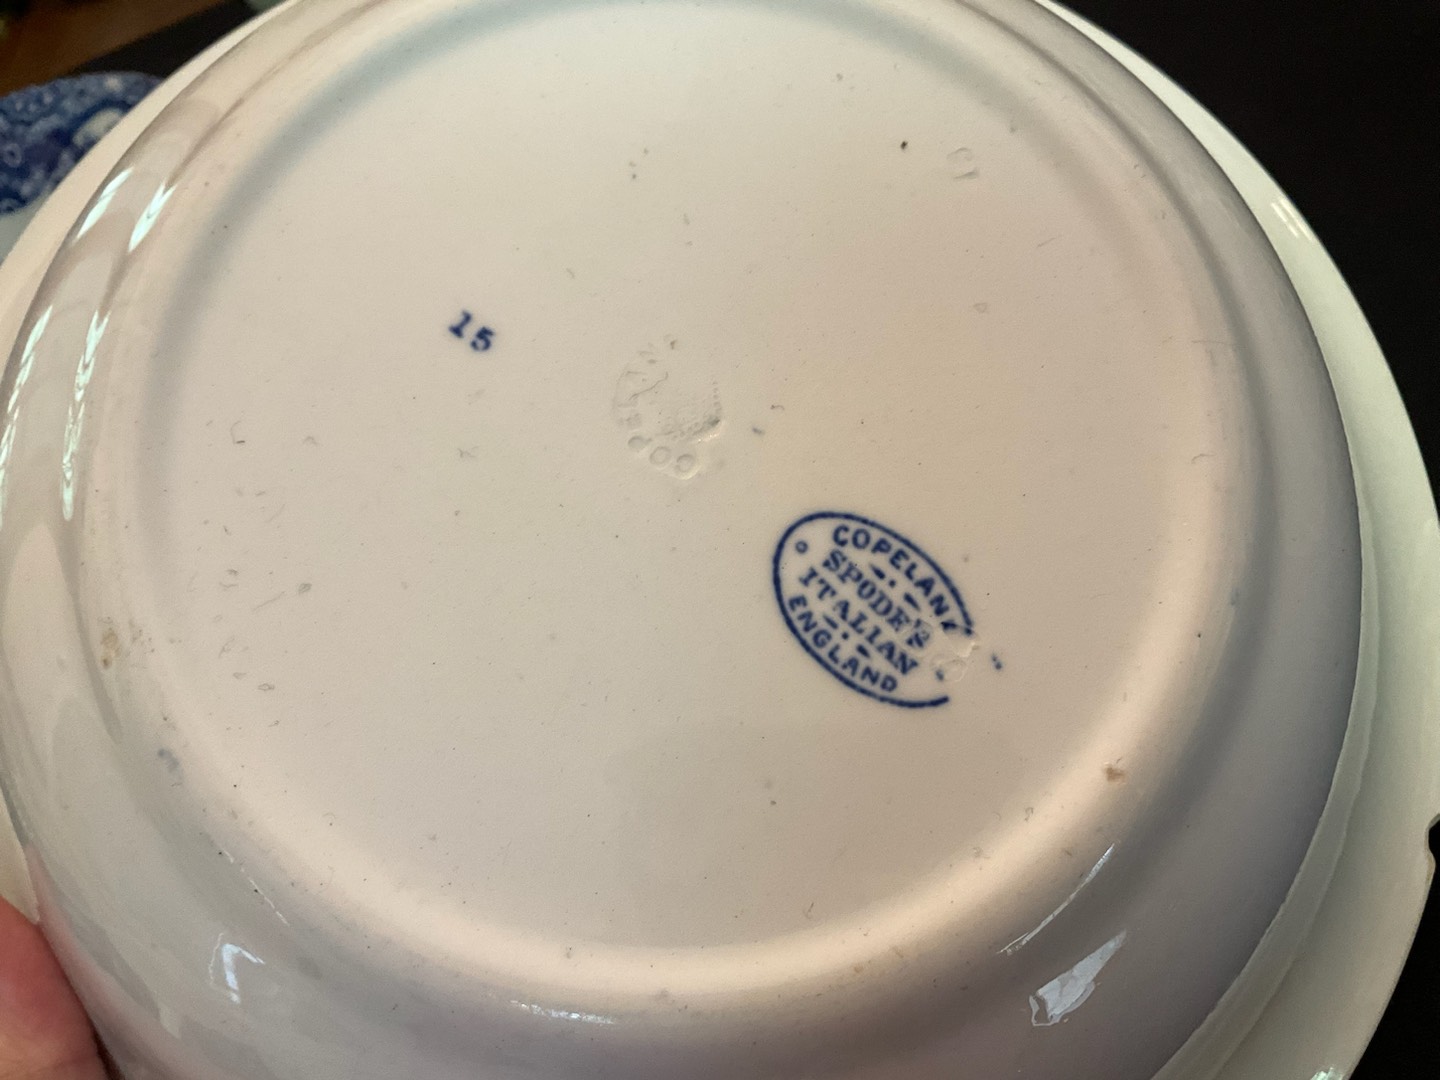 15
COPELAND
SPODE'S
ITALIAN
ENGLAND